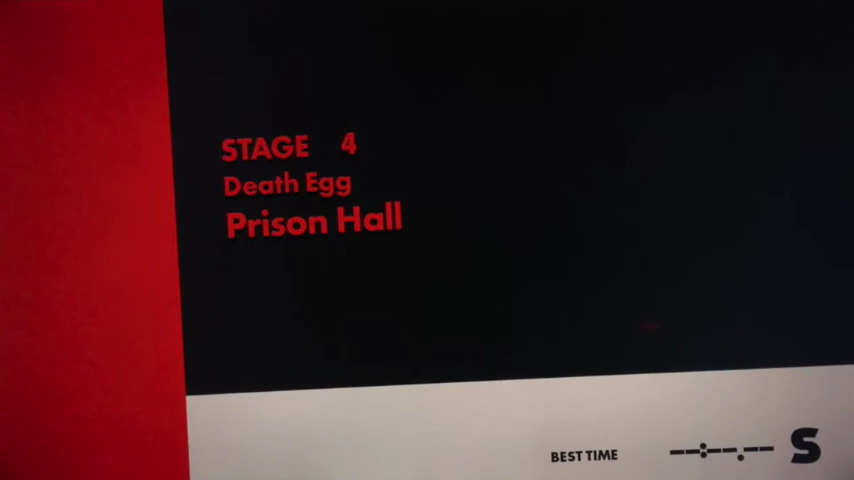 STAGE 4
Death Egg
Prison Hall
BEST TIME --:--.-- S